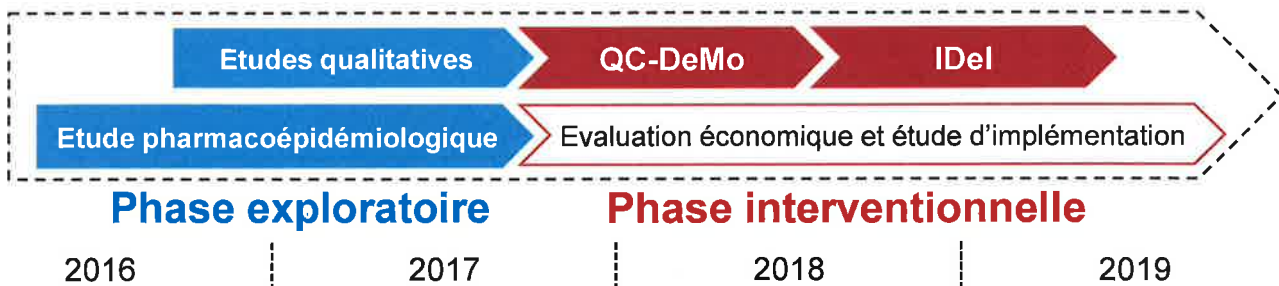 Etudes qualitatives QC-DeMo IDeI
Etude pharmacoépidémiologique Evaluation économique et étude d'implémentation
Phase exploratoire Phase interventionnelle
2016 2017 2018 2019